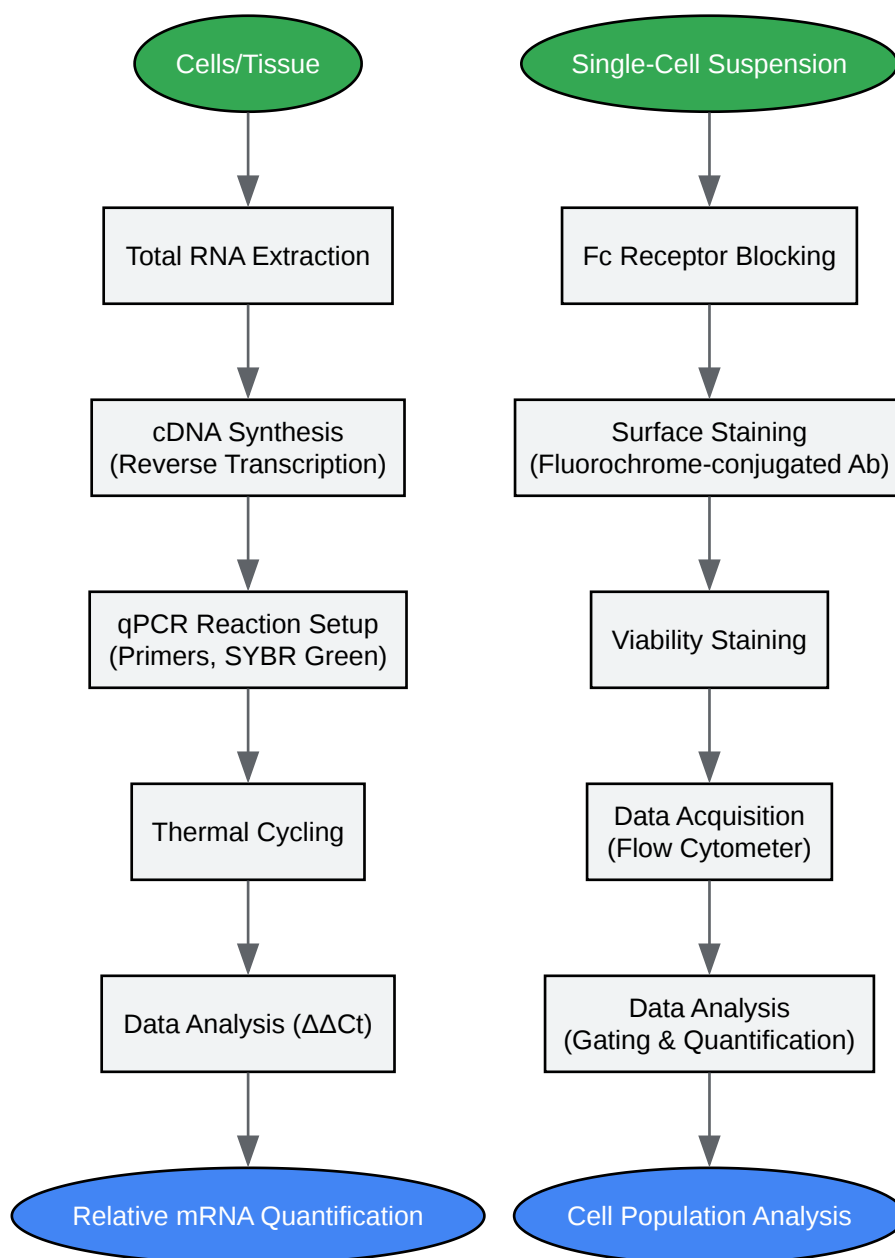 Cells/Tissue
Total RNA Extraction
cDNA Synthesis
(Reverse Transcription)
qPCR Reaction Setup
(Primers, SYBR Green)
Thermal Cycling
Data Analysis (ΔΔCt)
Relative mRNA Quantification
Single-Cell Suspension
Fc Receptor Blocking
Surface Staining
(Fluorochrome-conjugated Ab)
Viability Staining
Data Acquisition
(Flow Cytometer)
Data Analysis
(Gating & Quantification)
Cell Population Analysis